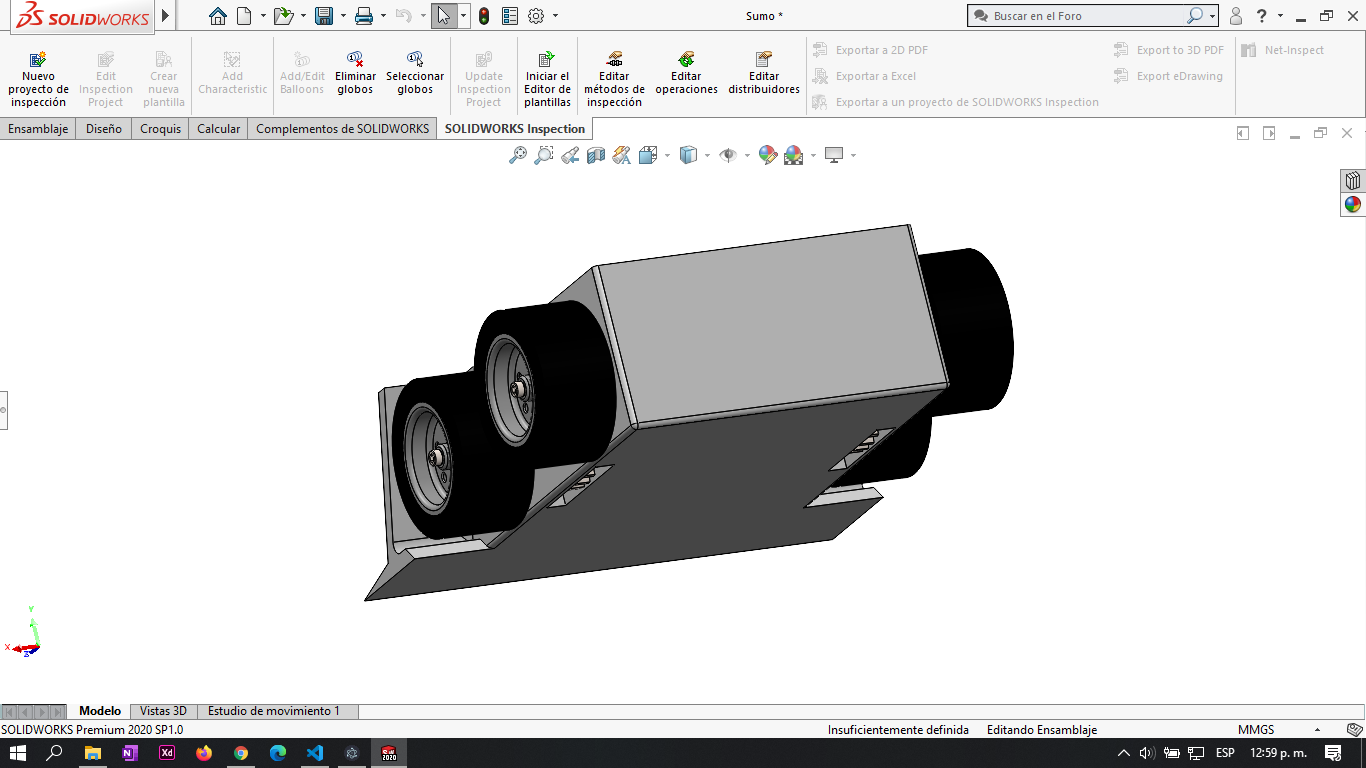 SOLIDWORKS
Sumo *
Buscar en el Foro
?
Nuevo
proyecto de
inspección
Edit
Inspection
Project
Crear
nueva
plantilla
Add
Characteristic
Add/Edit
Balloons
Eliminar
globos
Seleccionar
globos
Update
Inspection
Project
Iniciar el
Editor de
plantillas
Editar
métodos de
inspección
Editar
operaciones
Editar
distribuidores
Exportar a 2D PDF
Exportar a Excel
Exportar a un proyecto de SOLIDWORKS Inspection
Export to 3D PDF
Export eDrawing
Net-Inspect
Ensamblaje
Diseño
Croquis
Calcular
Complementos de SOLIDWORKS
SOLIDWORKS Inspection
Y
X
Z
Modelo
Vistas 3D
Estudio de movimiento 1
SOLIDWORKS Premium 2020 SP1.0
Insuficientemente definida
Editando Ensamblaje
MMGS
N
Xd
SW
2020
ESP
12:59 p. m.